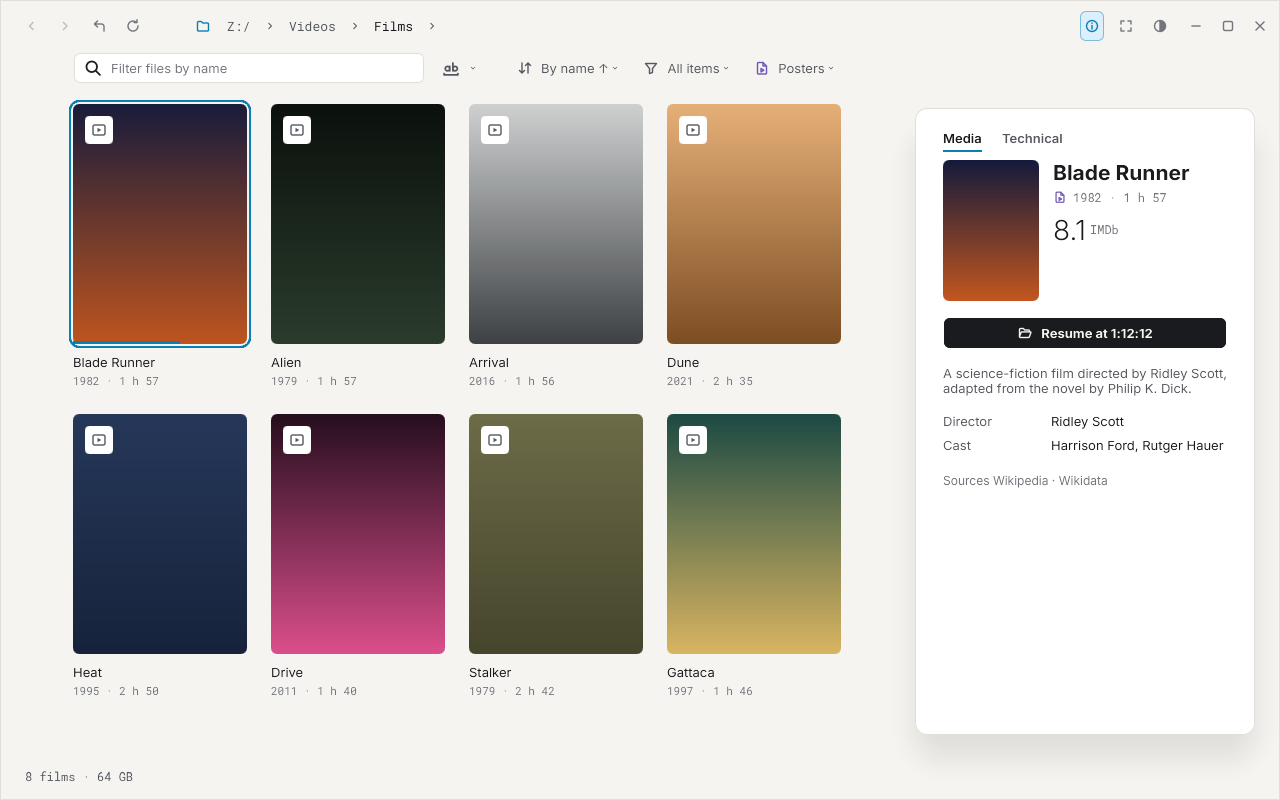 Z:/ Videos Films
Filter files by name
ab
By name ↑
All items
Posters
Blade Runner
1982 · 1 h 57
Alien
1979 · 1 h 57
Arrival
2016 · 1 h 56
Dune
2021 · 2 h 35
Heat
1995 · 2 h 50
Drive
2011 · 1 h 40
Stalker
1979 · 2 h 42
Gattaca
1997 · 1 h 46
Media Technical
Blade Runner
1982 · 1 h 57
8.1 IMDb
Resume at 1:12:12
A science-fiction film directed by Ridley Scott,
adapted from the novel by Philip K. Dick.
Director Ridley Scott
Cast Harrison Ford, Rutger Hauer
Sources Wikipedia · Wikidata
8 films · 64 GB